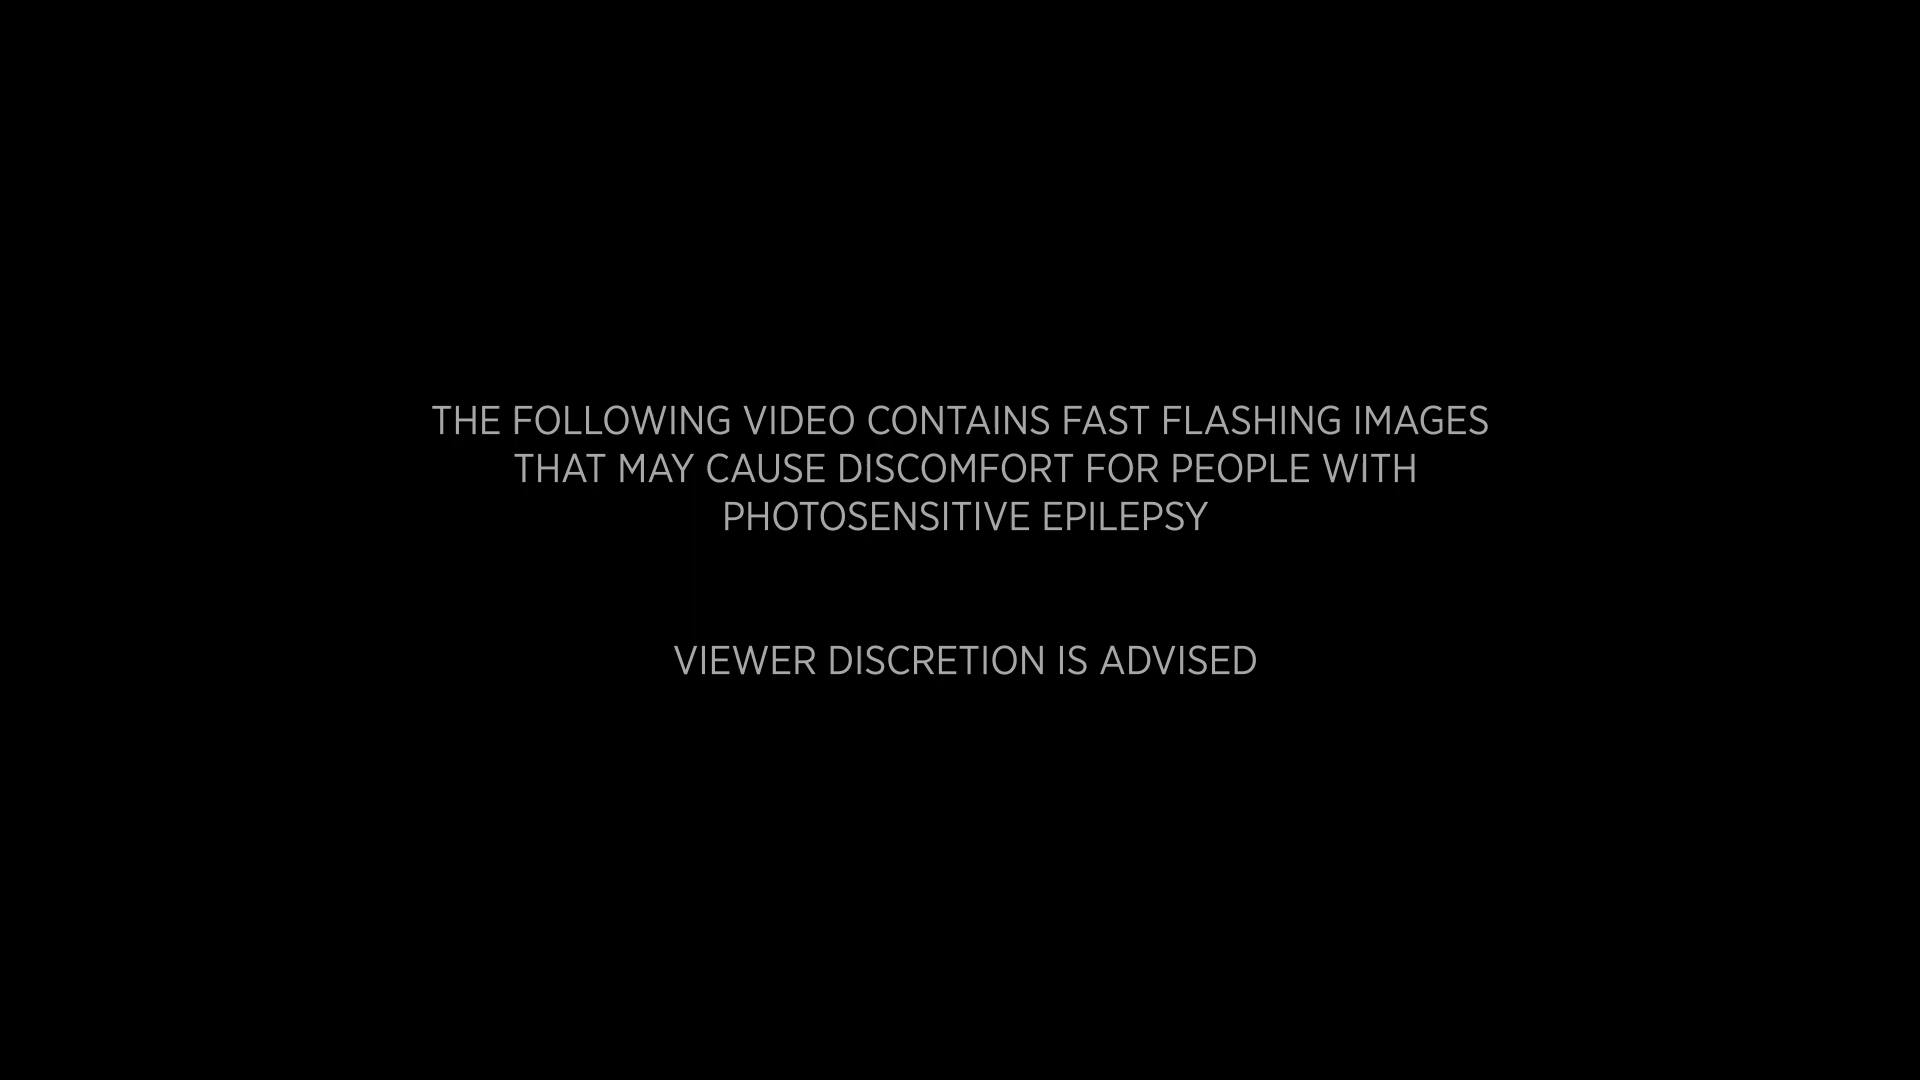 THE FOLLOWING VIDEO CONTAINS FAST FLASHING IMAGES
THAT MAY CAUSE DISCOMFORT FOR PEOPLE WITH
PHOTOSENSITIVE EPILEPSY
VIEWER DISCRETION IS ADVISED